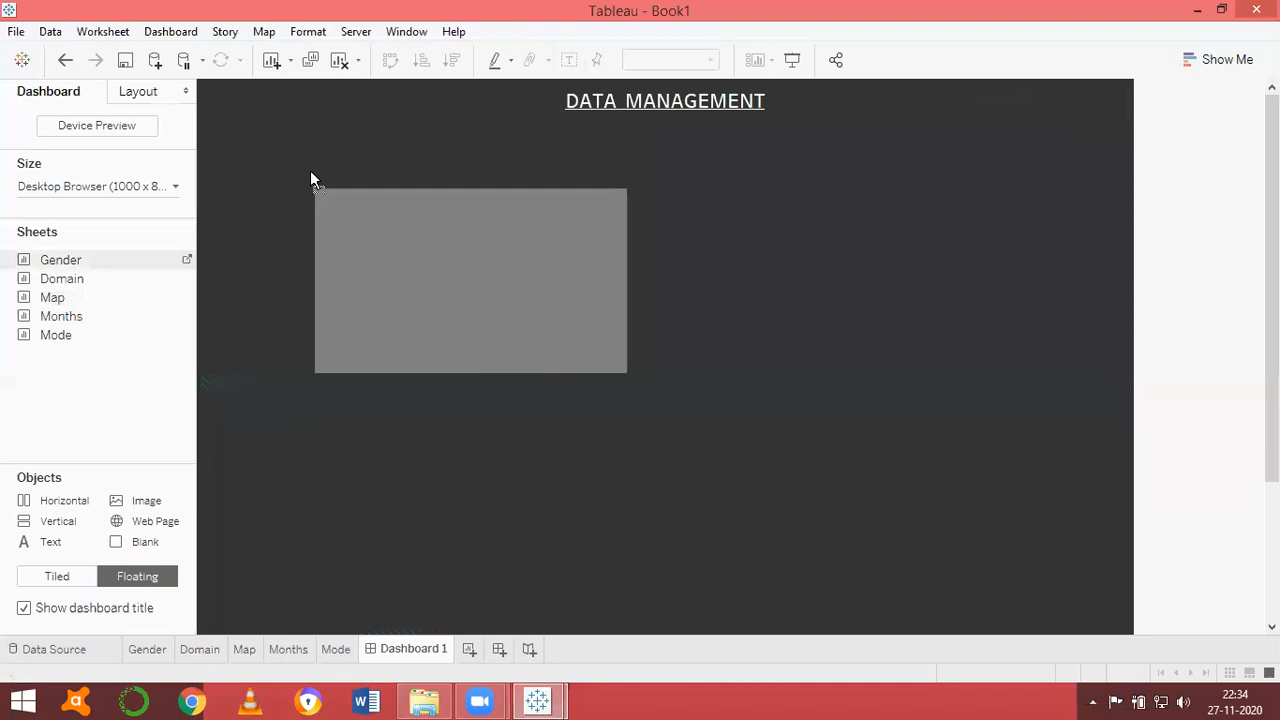 Tableau - Book1
File Data Worksheet Dashboard Story Map Format Server Window Help
Show Me
Dashboard Layout
DATA MANAGEMENT
Device Preview
Size
Desktop Browser (1000 x 8...
Sheets
Gender
Domain
Map
Months
Mode
Objects
Horizontal Image
Vertical Web Page
A Text Blank
Tiled Floating
Show dashboard title
Data Source Gender Domain Map Months Mode Dashboard 1
22:34
27-11-2020